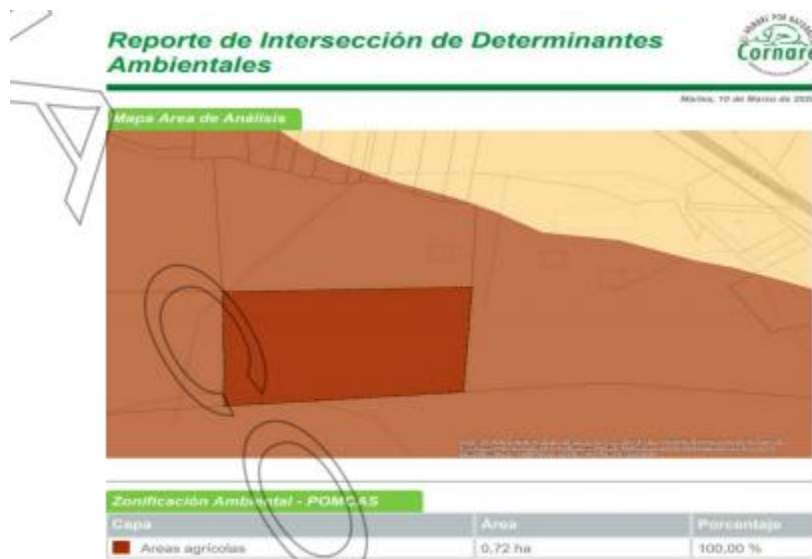 Reporte de Intersección de Determinantes
Ambientales
Cornare
Martes, 10 de Marzo de
Mapa Area de Análisis
Zonificación Ambiental - POMCAS
Capa Área Porcentaje
Areas agrícolas 0,72 ha 100,00 %